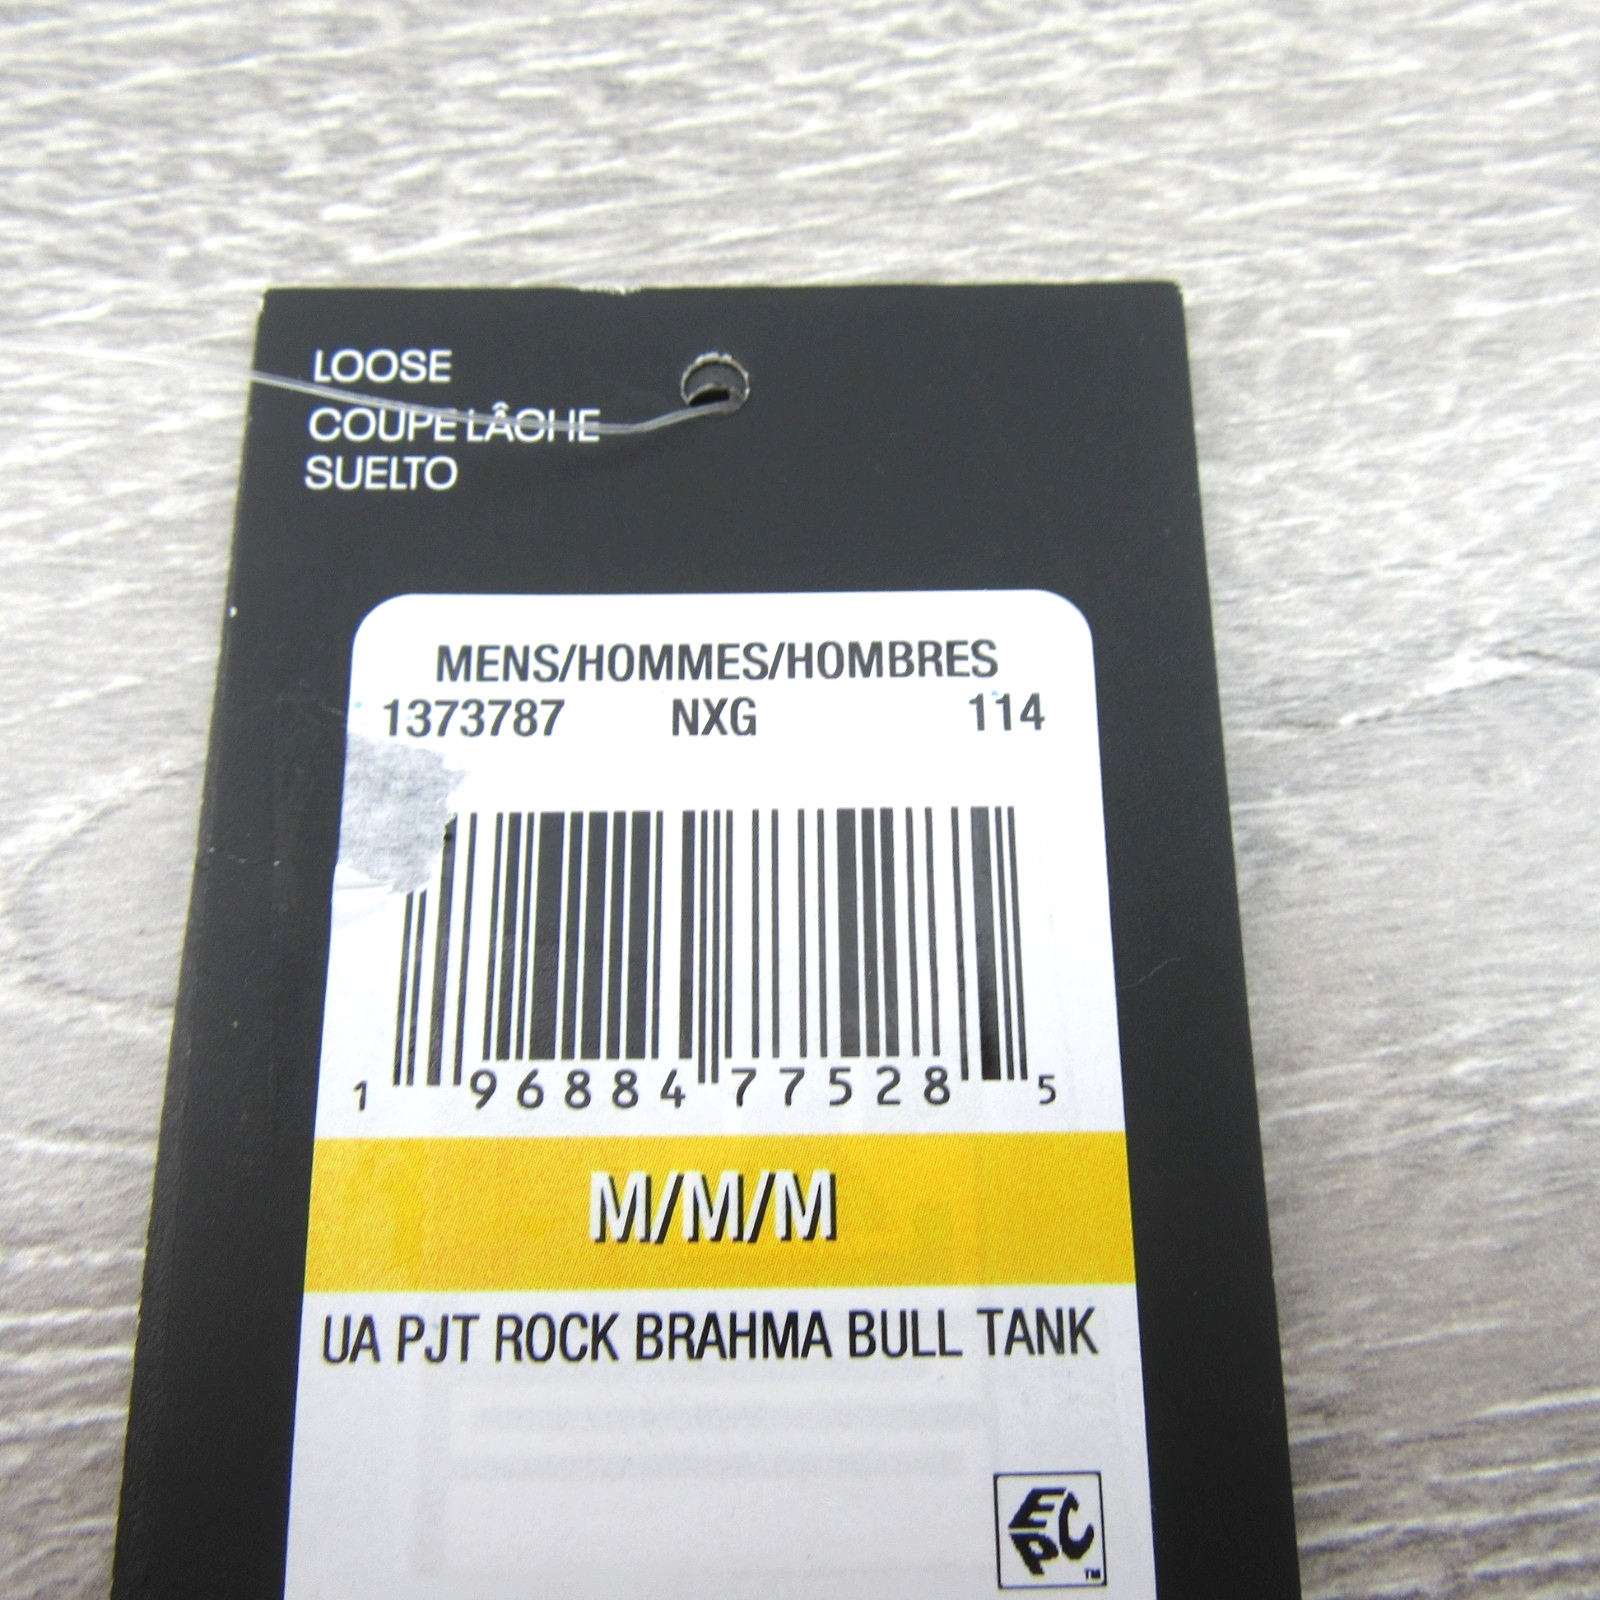 LOOSE
COUPE LÂCHE
SUELTO
MENS/HOMMES/HOMBRES
1373787 NXG 114
1 96884 77528 5
M/M/M
UA PJT ROCK BRAHMA BULL TANK
EPC
TM